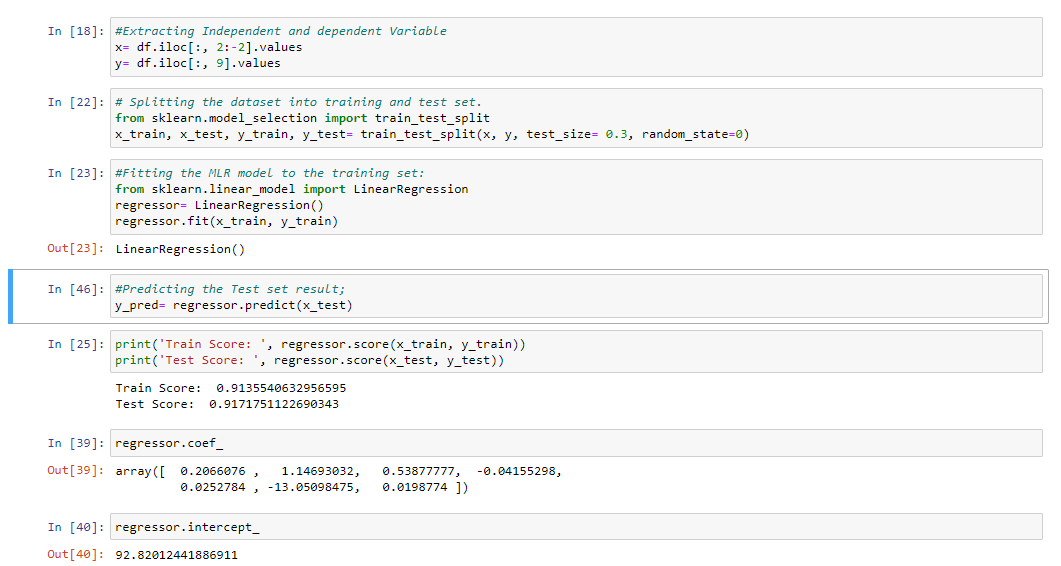 In [18]: #Extracting Independent and dependent Variable
x= df.iloc[:, 2:-2].values
y= df.iloc[:, 9].values
In [22]: # Splitting the dataset into training and test set.
from sklearn.model_selection import train_test_split
x_train, x_test, y_train, y_test= train_test_split(x, y, test_size= 0.3, random_state=0)
In [23]: #Fitting the MLR model to the training set:
from sklearn.linear_model import LinearRegression
regressor= LinearRegression()
regressor.fit(x_train, y_train)
Out[23]: LinearRegression()
In [46]: #Predicting the Test set result;
y_pred= regressor.predict(x_test)
In [25]: print('Train Score: ', regressor.score(x_train, y_train))
print('Test Score: ', regressor.score(x_test, y_test))
Train Score:  0.9135540632956595
Test Score:  0.9171751122690343
In [39]: regressor.coef_
Out[39]: array([  0.2066076 ,   1.14693032,   0.53877777,  -0.04155298,
0.0252784 , -13.05098475,   0.0198774 ])
In [40]: regressor.intercept_
Out[40]: 92.82012441886911